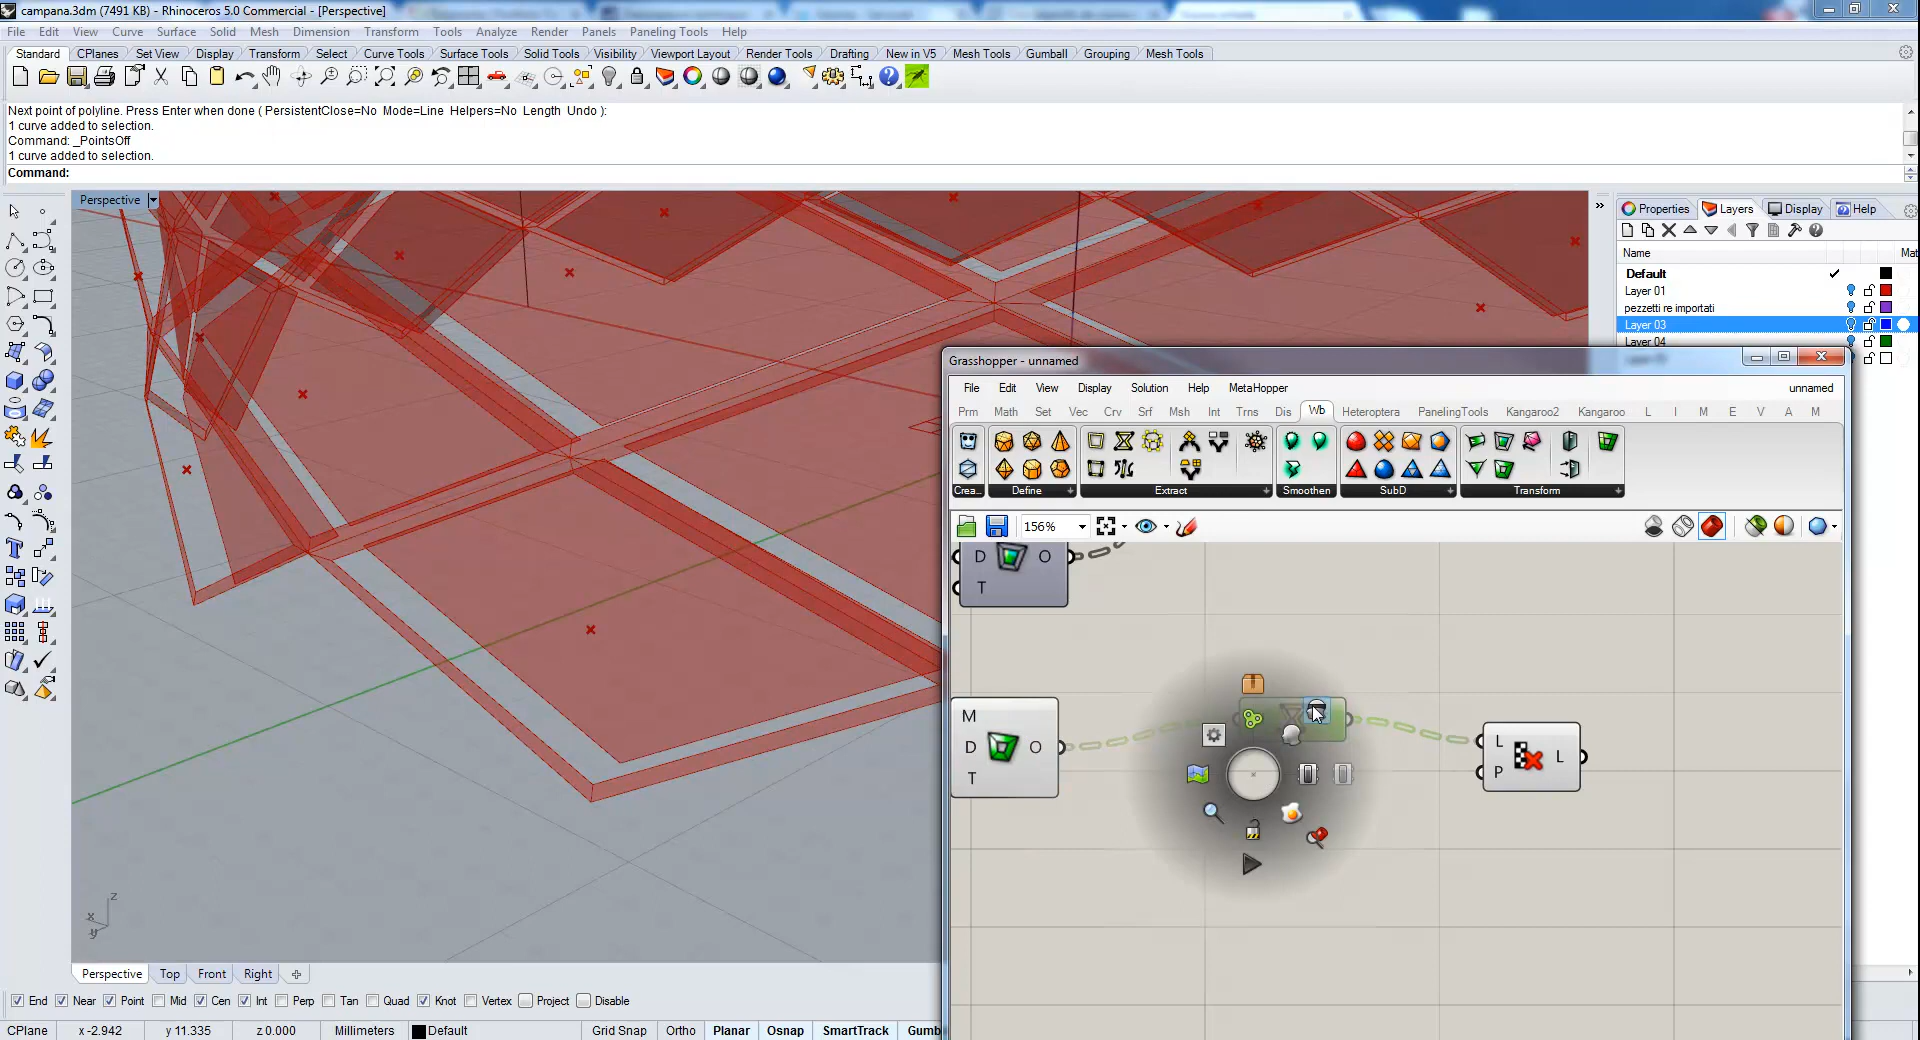 campana.3dm (7491 KB) - Rhinoceros 5.0 Commercial - [Perspective]
File Edit View Curve Surface Solid Mesh Dimension Transform Tools Analyze Render Panels Paneling Tools Help
Standard CPlanes Set View Display Transform Select Curve Tools Surface Tools Solid Tools Visibility Viewport Layout Render Tools Drafting New in V5 Mesh Tools Gumball Grouping Mesh Tools
Next point of polyline. Press Enter when done ( PersistentClose=No Mode=Line Helpers=No Length Undo ):
1 curve added to selection.
Command: _PointsOff
1 curve added to selection.
Command:
Perspective
» Properties Layers Display Help
Name Mat
Default
Layer 01
pezzetti re importati
Layer 03
Layer 04
Grasshopper - unnamed
File Edit View Display Solution Help MetaHopper unnamed
Prm Math Set Vec Crv Srf Msh Int Trns Dis Wb Heteroptera PanelingTools Kangaroo2 Kangaroo L I M E V A M
Crea... Define Extract Smoothen SubD Transform
156%
D O
T
M
D O
T
L
P
L
z
x
y
Perspective Top Front Right
End Near Point Mid Cen Int Perp Tan Quad Knot Vertex Project Disable
CPlane x -2.942 y 11.335 z 0.000 Millimeters Default Grid Snap Ortho Planar Osnap SmartTrack Gumb